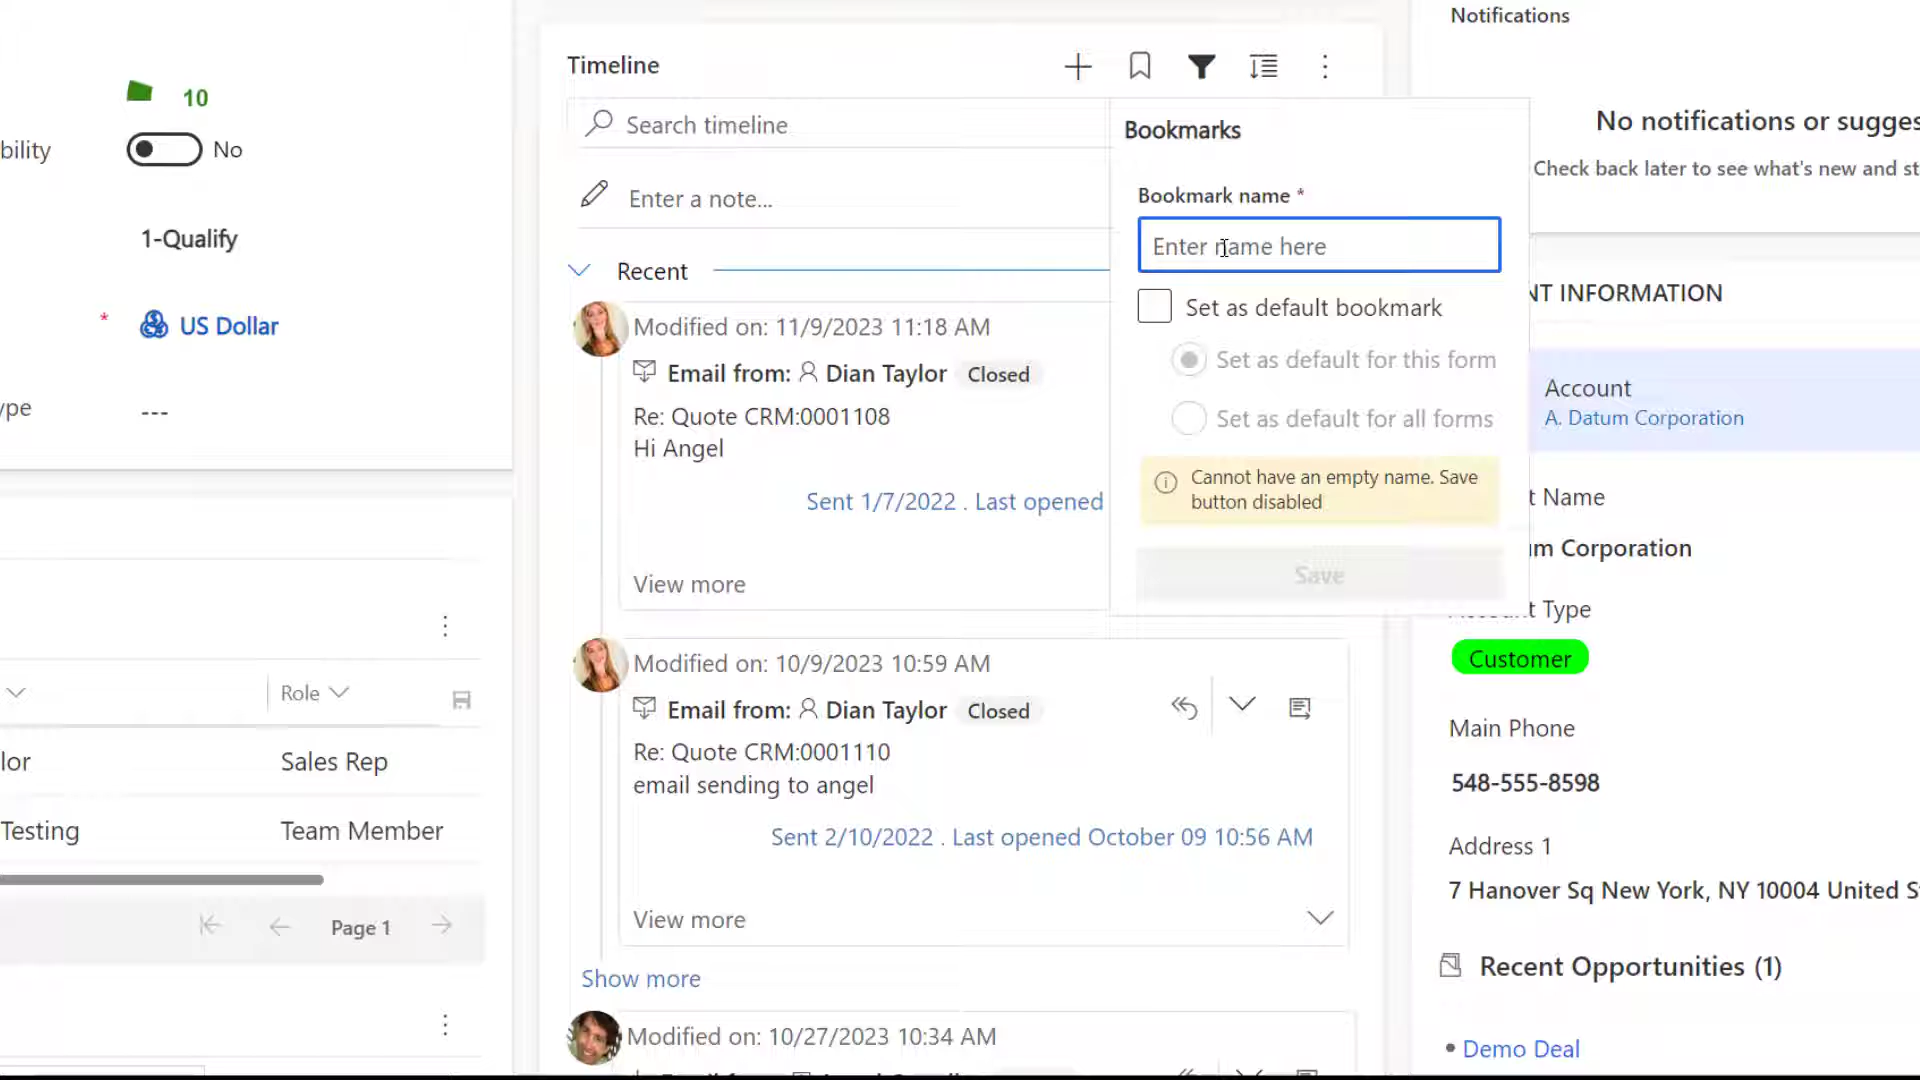 10
bility
No
1-Qualify
*
US Dollar
ype
---
Role
lor
Sales Rep
Testing
Team Member
Page 1
Timeline
Search timeline
Enter a note...
Recent
Modified on: 11/9/2023 11:18 AM
Email from: Dian Taylor Closed
Re: Quote CRM:0001108
Hi Angel
Sent 1/7/2022 . Last opened
View more
Modified on: 10/9/2023 10:59 AM
Email from: Dian Taylor Closed
Re: Quote CRM:0001110
email sending to angel
Sent 2/10/2022 . Last opened October 09 10:56 AM
View more
Show more
Modified on: 10/27/2023 10:34 AM
Bookmarks
Bookmark name *
Enter name here
Set as default bookmark
Set as default for this form
Set as default for all forms
Cannot have an empty name. Save
button disabled
Save
Notifications
No notifications or sugges
Check back later to see what's new and st
NT INFORMATION
Account
A. Datum Corporation
t Name
m Corporation
t Type
Customer
Main Phone
548-555-8598
Address 1
7 Hanover Sq New York, NY 10004 United S
Recent Opportunities (1)
Demo Deal